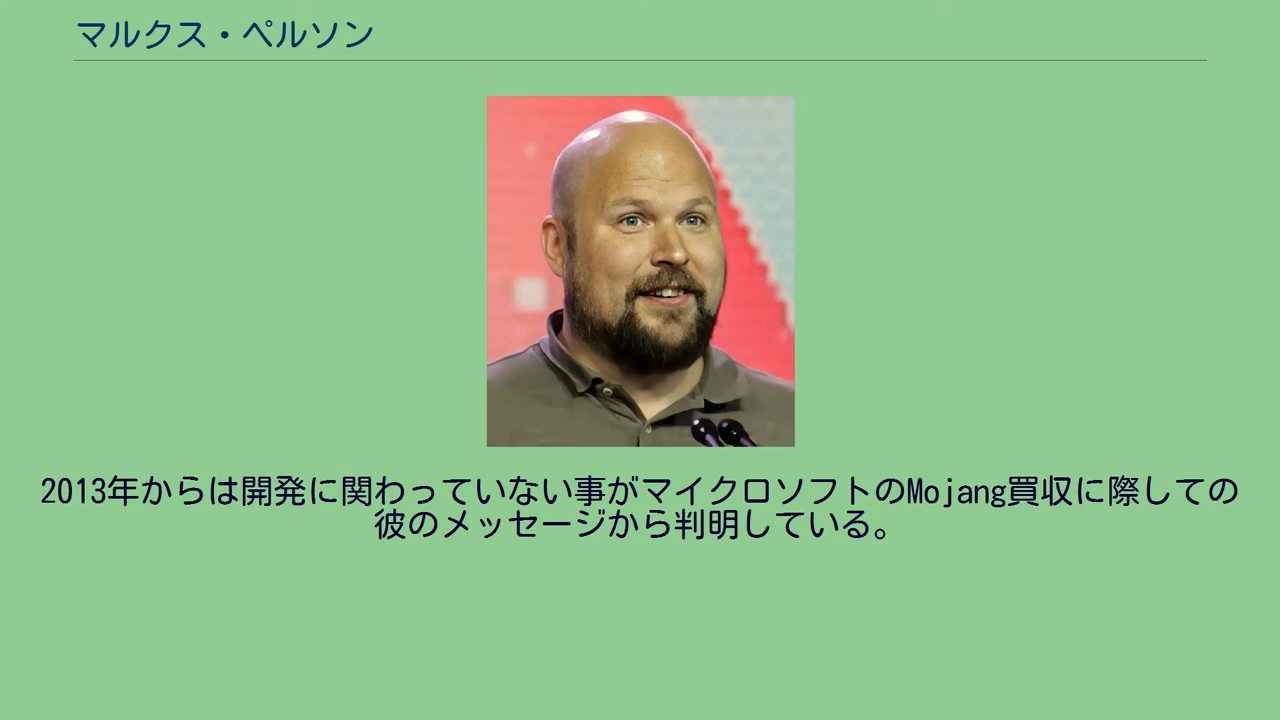 マルクス・ペルソン
2013年からは開発に関わっていない事がマイクロソフトのMojang買収に際しての
彼のメッセージから判明している。